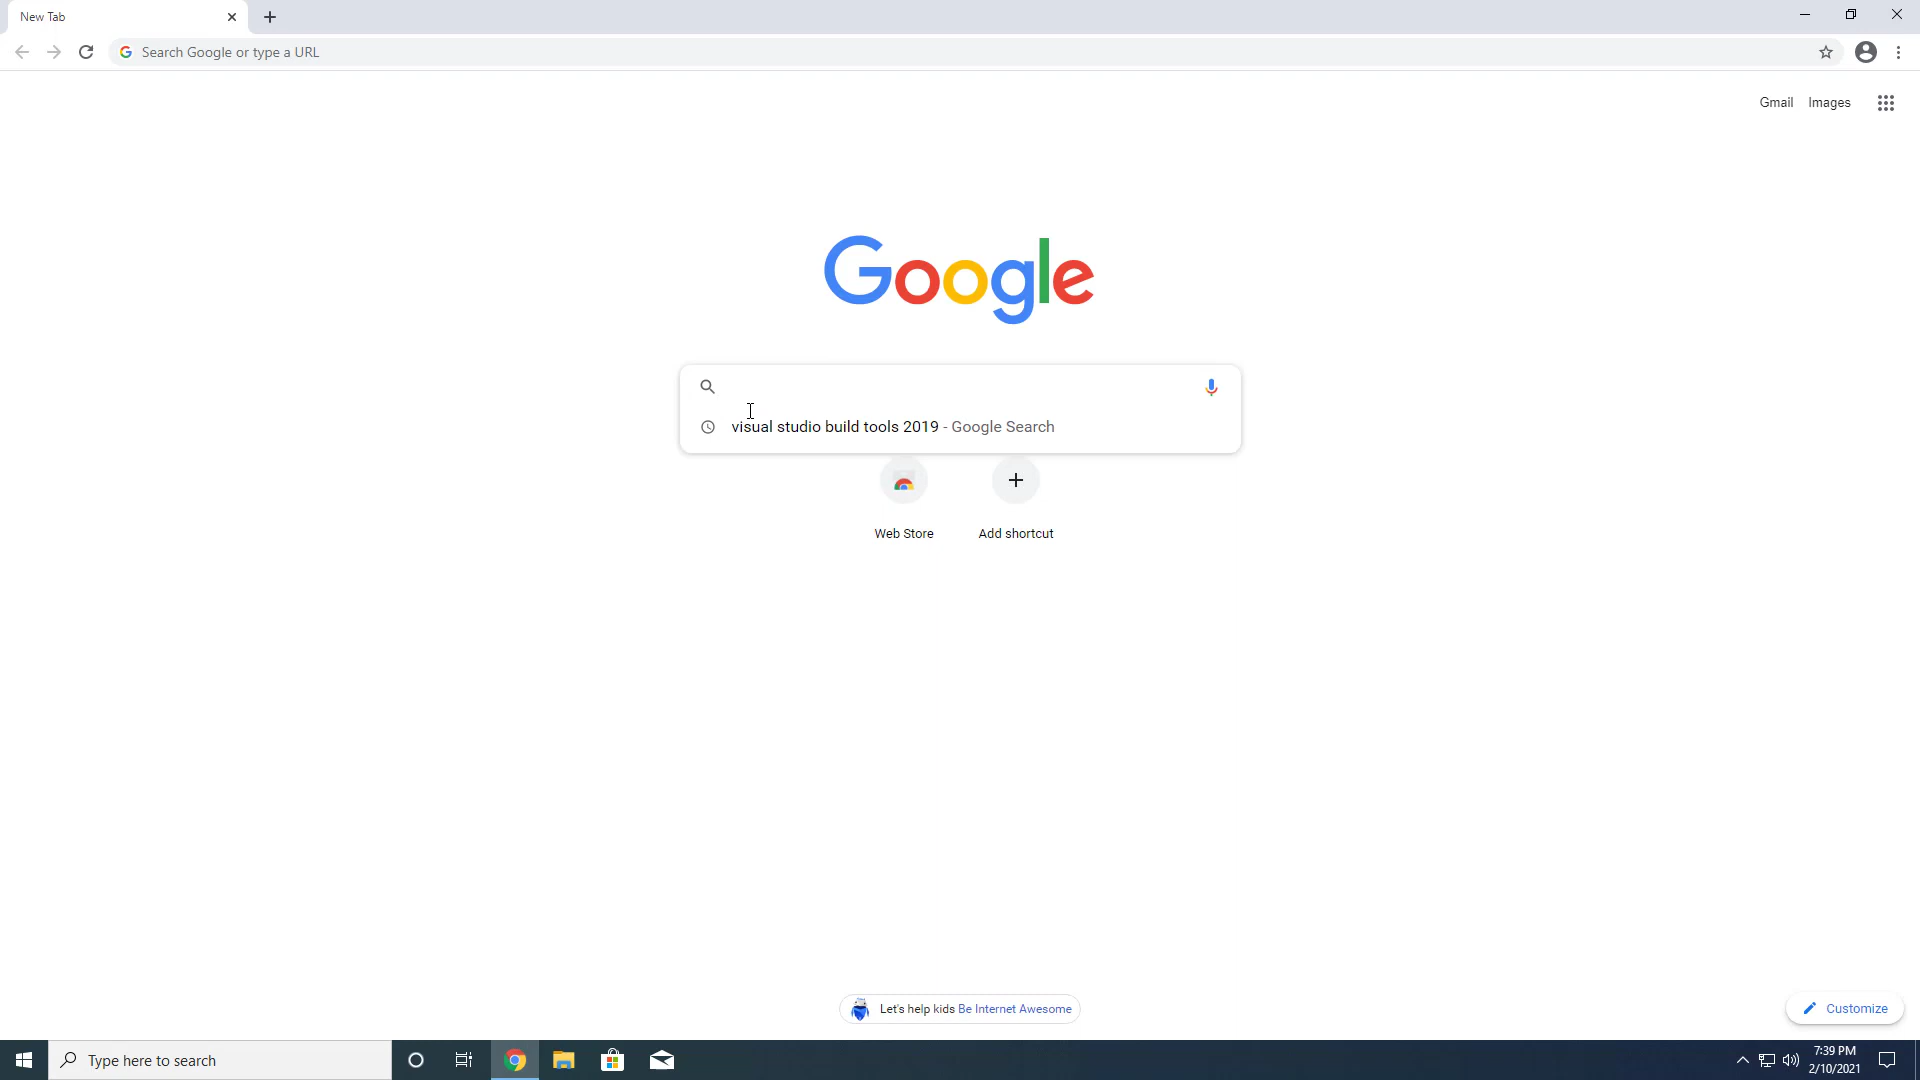 New Tab
Search Google or type a URL
Gmail Images
Google
visual studio build tools 2019 - Google Search
Web Store Add shortcut
Let's help kids Be Internet Awesome
Customize
Type here to search
7:39 PM
2/10/2021